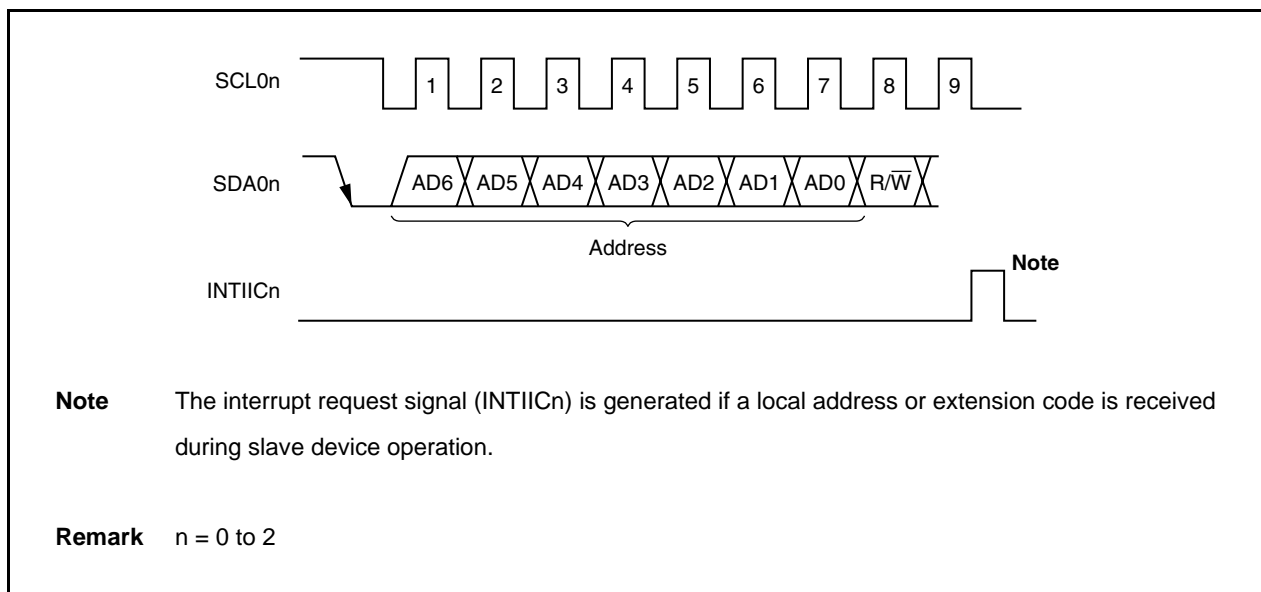 SCL0n
1 2 3 4 5 6 7 8 9
SDA0n
AD6 AD5 AD4 AD3 AD2 AD1 AD0 R/W̅
Address
Note
INTIICn
Note The interrupt request signal (INTIICn) is generated if a local address or extension code is received
during slave device operation.
Remark n = 0 to 2